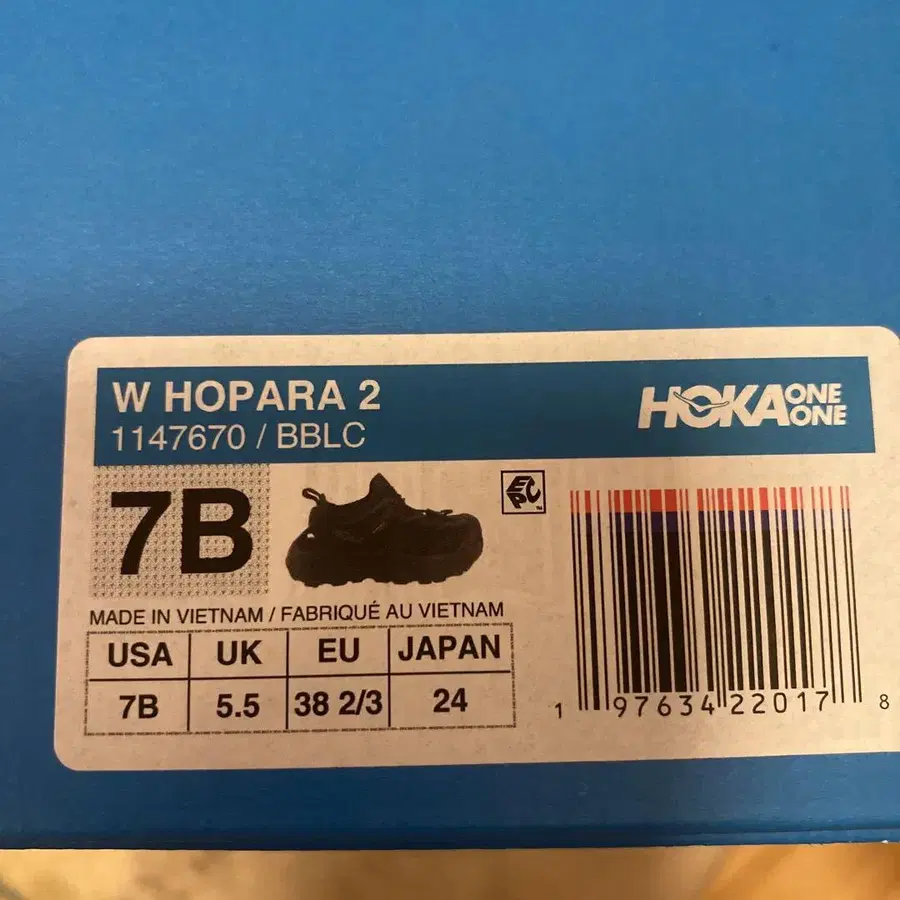 W HOPARA 2
1147670 / BBLC
HOKA ONE ONE
7B
EPC
MADE IN VIETNAM / FABRIQUÉ AU VIETNAM
USA UK EU JAPAN
7B 5.5 38 2/3 24
1 97634 22017 8